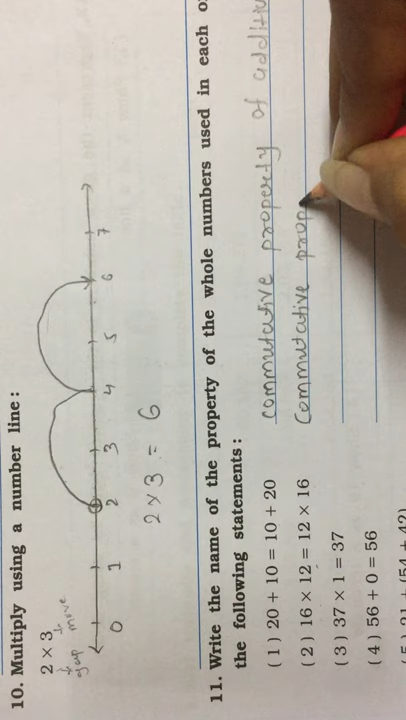 10. Multiply using a number line :
2 × 3
gap move
0 1 2 3 4 5 6 7
2 × 3 = 6
11. Write the name of the property of the whole numbers used in each
the following statements :
( 1 ) 20 + 10 = 10 + 20 commutative property of additi
( 2 ) 16 × 12 = 12 × 16 Commutative prop
( 3 ) 37 × 1 = 37
( 4 ) 56 + 0 = 56